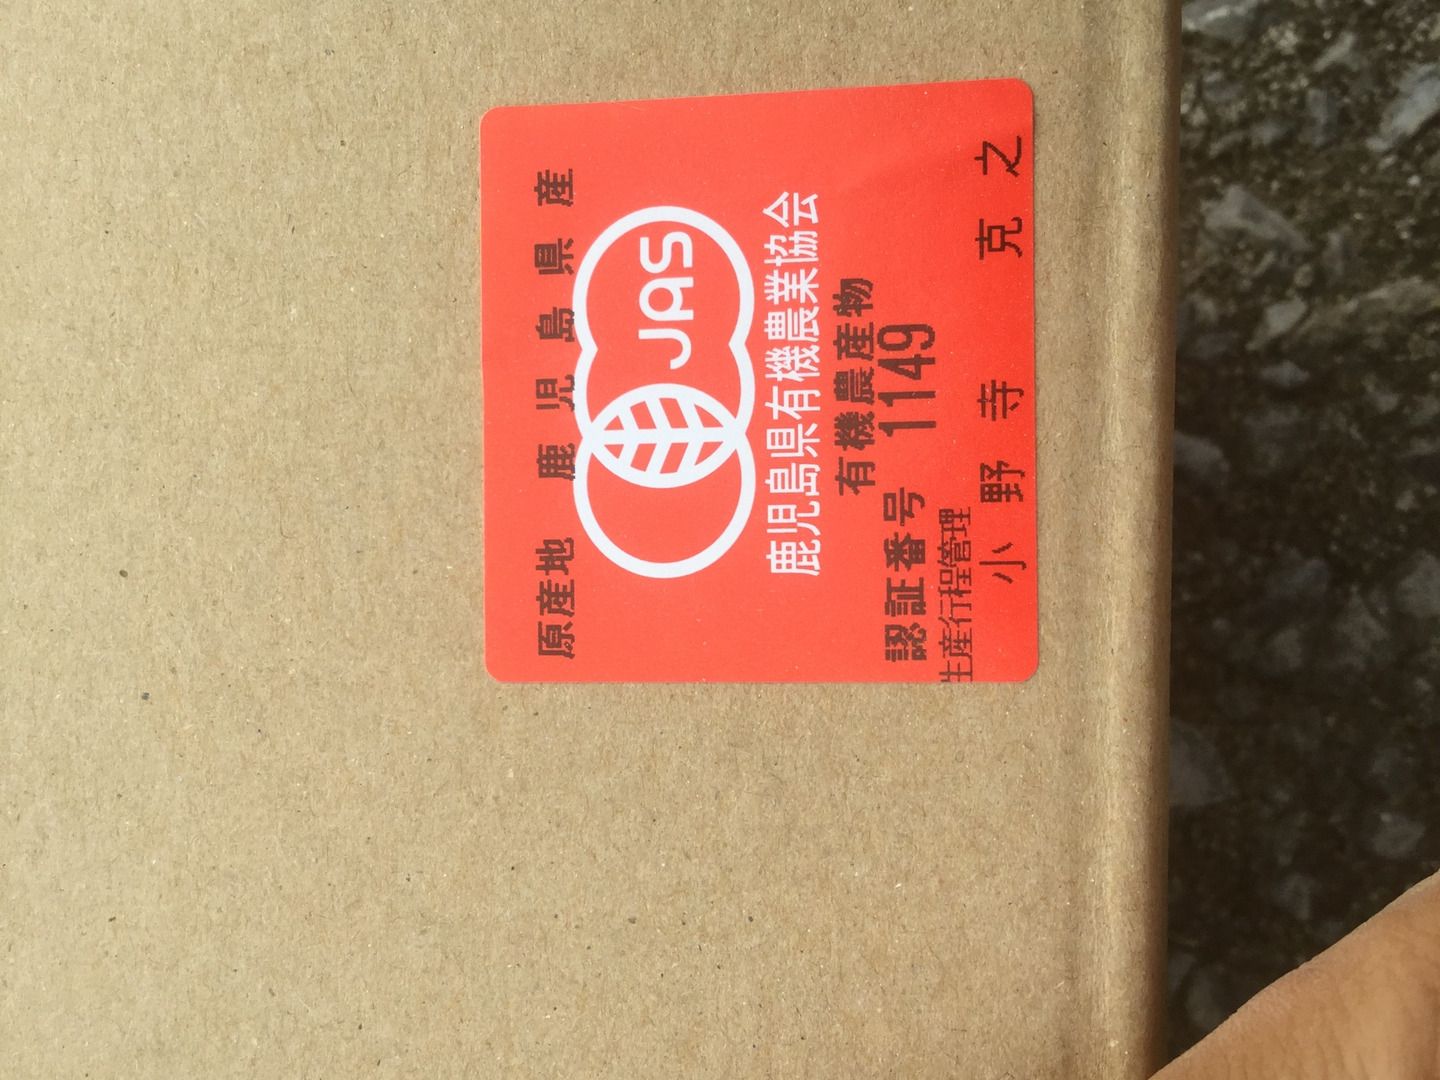 原産地 鹿児島県産
JAS
鹿児島県有機農業協会
有機農産物
認証番号 1149
生産行程管理
小野寺 克之